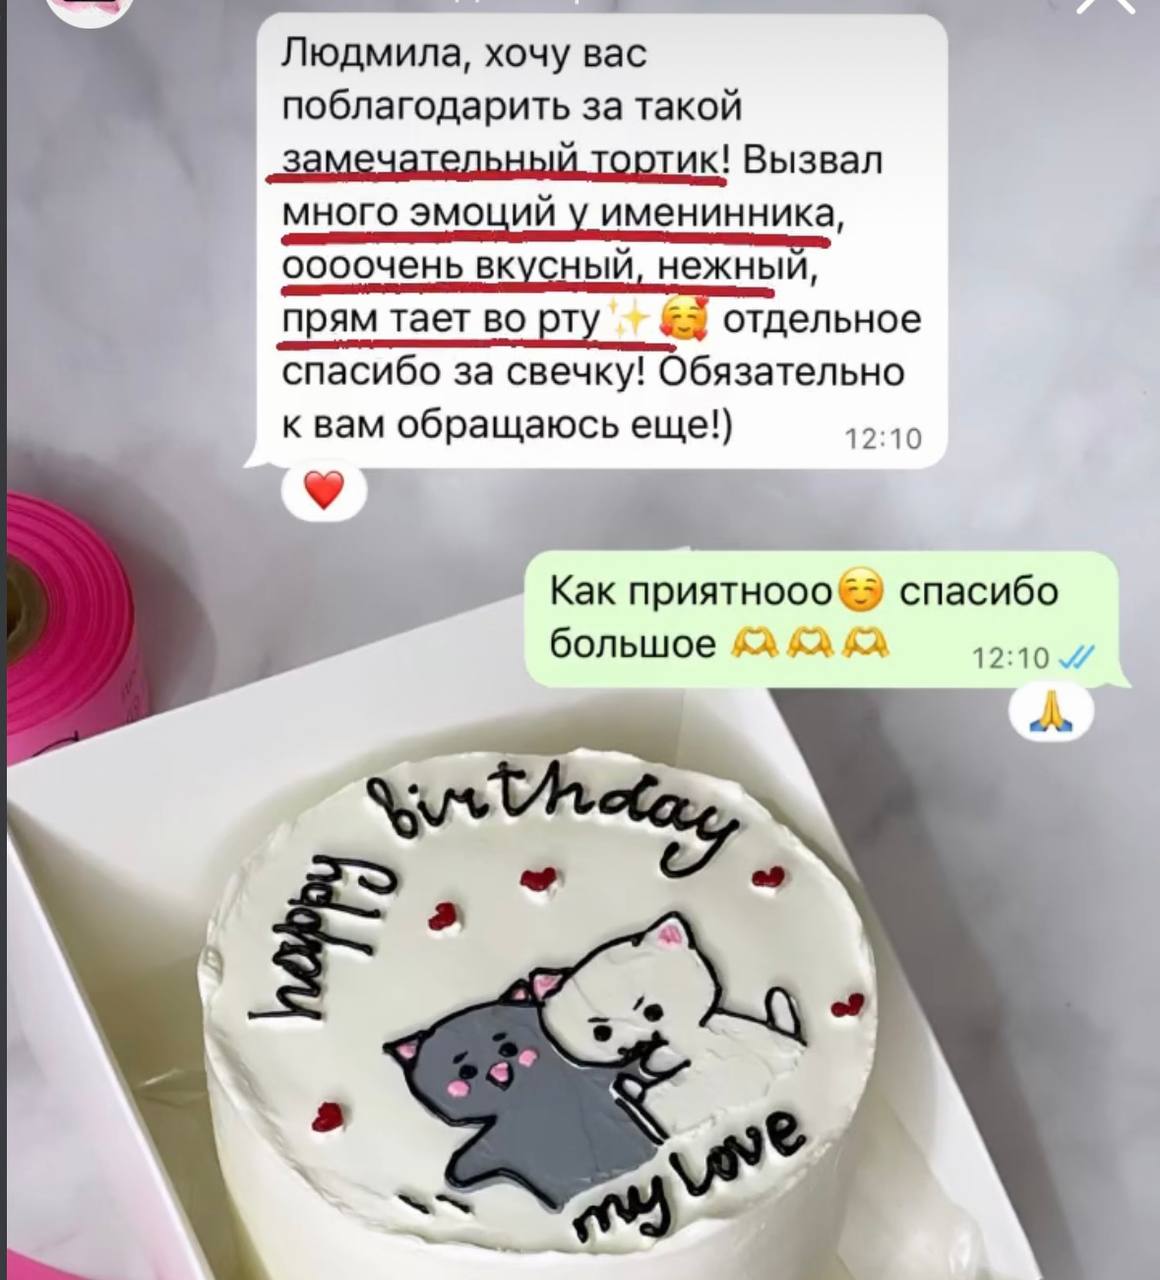 Людмила, хочу вас
поблагодарить за такой
замечательный тортик! Вызвал
много эмоций у именинника,
оооочень вкусный, нежный,
прям тает во рту✨🥰 отдельное
спасибо за свечку! Обязательно
к вам обращаюсь еще!)
12:10
❤️
Как приятнооо☺️ спасибо
большое 🫶🫶🫶
12:10
🙏
happy
birthday
my love